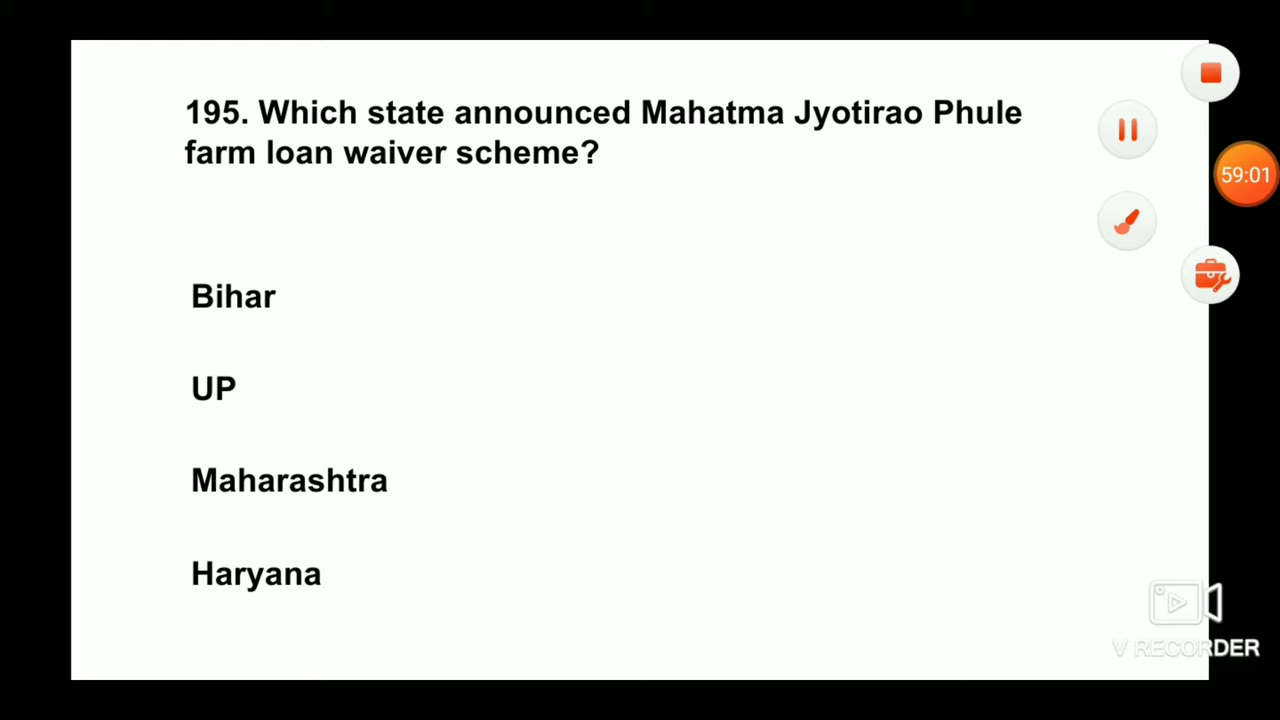 195. Which state announced Mahatma Jyotirao Phule
farm loan waiver scheme?
59:01
Bihar
UP
Maharashtra
Haryana
V RECORDER